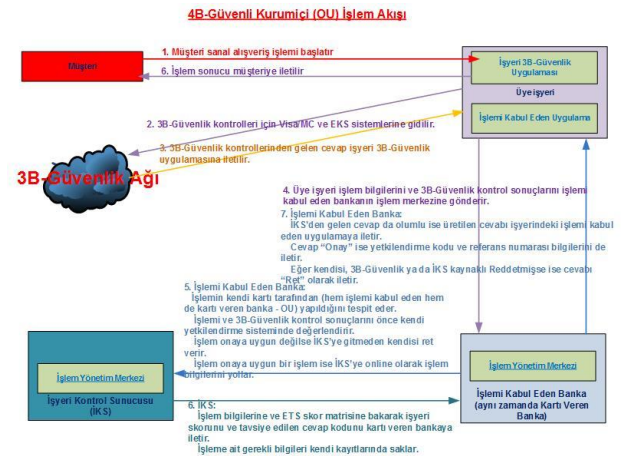 4B-Güvenli Kurumiçi (OU) İşlem Akışı
Müşteri
1. Müşteri sanal alışveriş işlemi başlatır
6. İşlem sonucu müşteriye iletilir
İşyeri 3B-Güvenlik
Uygulaması
Üye işyeri
İşlemi Kabul Eden Uygulama
2. 3B-Güvenlik kontrolleri için Visa/MC ve EKS sistemlerine gidilir.
3. 3B-Güvenlik kontrollerinden gelen cevap işyeri 3B-Güvenlik
uygulamasına iletilir.
3B-Güvenlik Ağı
4. Üye işyeri işlem bilgilerini ve 3B-Güvenlik kontrol sonuçlarını işlemi
kabul eden bankanın işlem merkezine gönderir.
7. İşlemi Kabul Eden Banka:
İKS'den gelen cevap da olumlu ise üretilen cevabı işyerindeki işlemi kabul
eden uygulamaya iletir.
Cevap "Onay" ise yetkilendirme kodu ve referans numarası bilgilerini de
iletir.
Eğer kendisi, 3B-Güvenlik ya da İKS kaynaklı Reddetmişse ise cevabı
"Ret" olarak iletir.
5. İşlemi Kabul Eden Banka:
İşlemin kendi kartı tarafından (hem işlemi kabul eden hem
de kartı veren banka - OU) yapıldığını tespit eder.
İşlemi ve 3B-Güvenlik kontrol sonuçlarını önce kendi
yetkilendirme sisteminde değerlendirir.
İşlem onaya uygun değilse İKS'ye gitmeden kendisi ret
verir.
İşlem onaya uygun bir işlem ise İKS'ye online olarak işlem
bilgilerini yollar.
İşlem Yönetim Merkezi
İşyeri Kontrol Sunucusu
(İKS)
İşlem Yönetim Merkezi
İşlemi Kabul Eden Banka
(aynı zamanda Kartı Veren
Banka)
6. İKS:
İşlem bilgilerine ve ETS skor matrisine bakarak işyeri
skorunu ve tavsiye edilen cevap kodunu kartı veren bankaya
iletir.
İşleme ait gerekli bilgileri kendi kayıtlarında saklar.